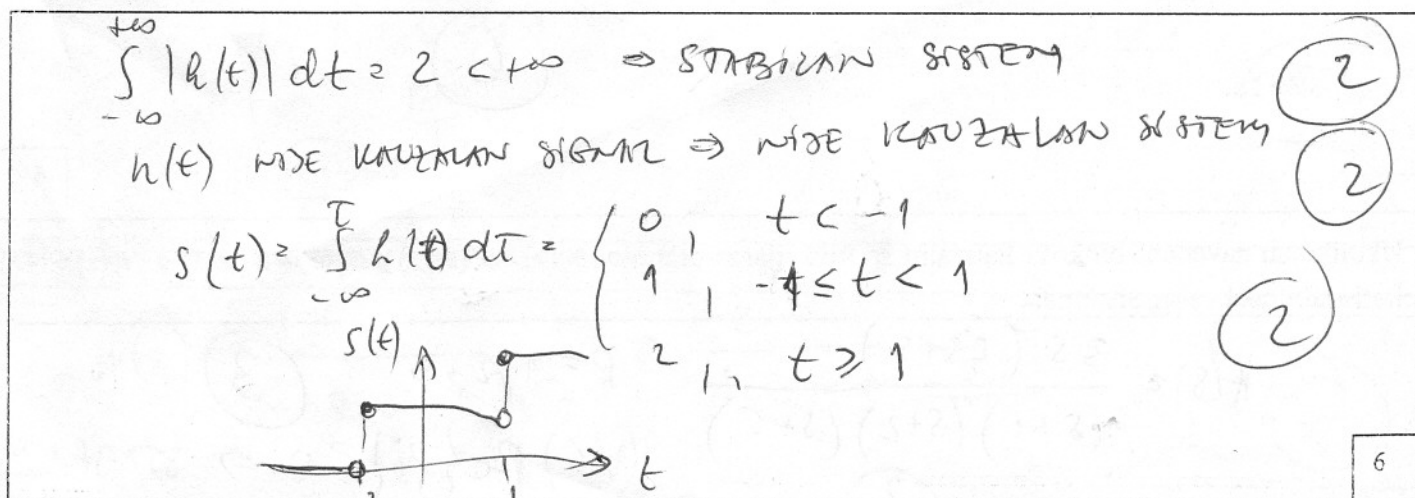 +∞
∫ |h(t)| dt = 2 < +∞ ⇒ STABILAN SISTEM 2
-∞
h(t) NIJE KAUZALAN SIGNAL ⇒ NIJE KAUZALAN SISTEM 2
s(t) = ∫_{-∞}^{τ} h(t) dτ = { 0, t < -1
1, -1 ≤ t < 1 2
2, t ≥ 1
s(t)
t
1
6